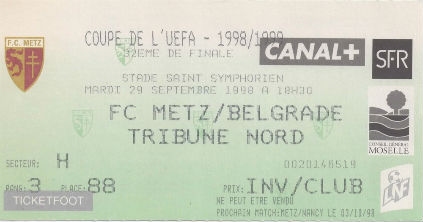 F.C. METZ
COUPE DE L'UEFA - 1998/1999
32EME DE FINALE
CANAL+
SFR
STADE SAINT SYMPHORIEN
MARDI 29 SEPTEMBRE 1998 A 18H30
FC METZ/BELGRADE
TRIBUNE NORD
CONSEIL GENERAL
MOSELLE
SECTEUR: H
0020146519
RANG: 3 PLACE: 88
PRIX: INV/CLUB
NE PEUT ETRE VENDU
PROCHAIN MATCH: METZ/NANCY LE 03/10/98
LNF
TICKETFOOT